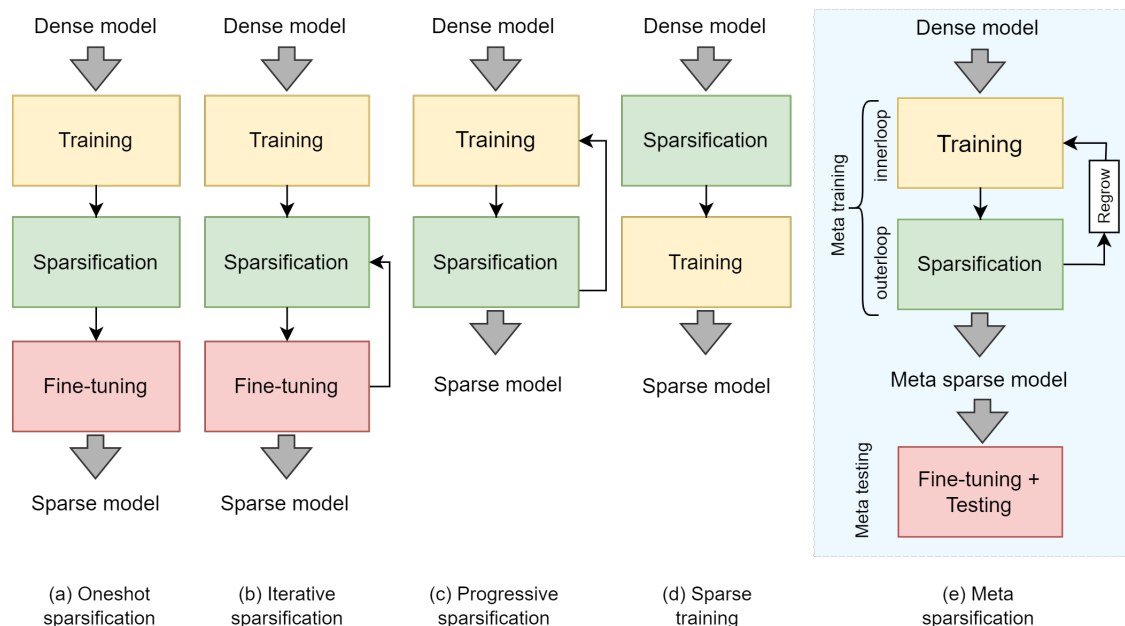 Dense model
Training
Sparsification
Fine-tuning
Sparse model
(a) Oneshot
sparsification
Dense model
Training
Sparsification
Fine-tuning
Sparse model
(b) Iterative
sparsification
Dense model
Training
Sparsification
Sparse model
(c) Progressive
sparsification
Dense model
Sparsification
Training
Sparse model
(d) Sparse
training
Dense model
Meta training
innerloop
Training
Regrow
outerloop
Sparsification
Meta sparse model
Meta testing
Fine-tuning +
Testing
(e) Meta
sparsification